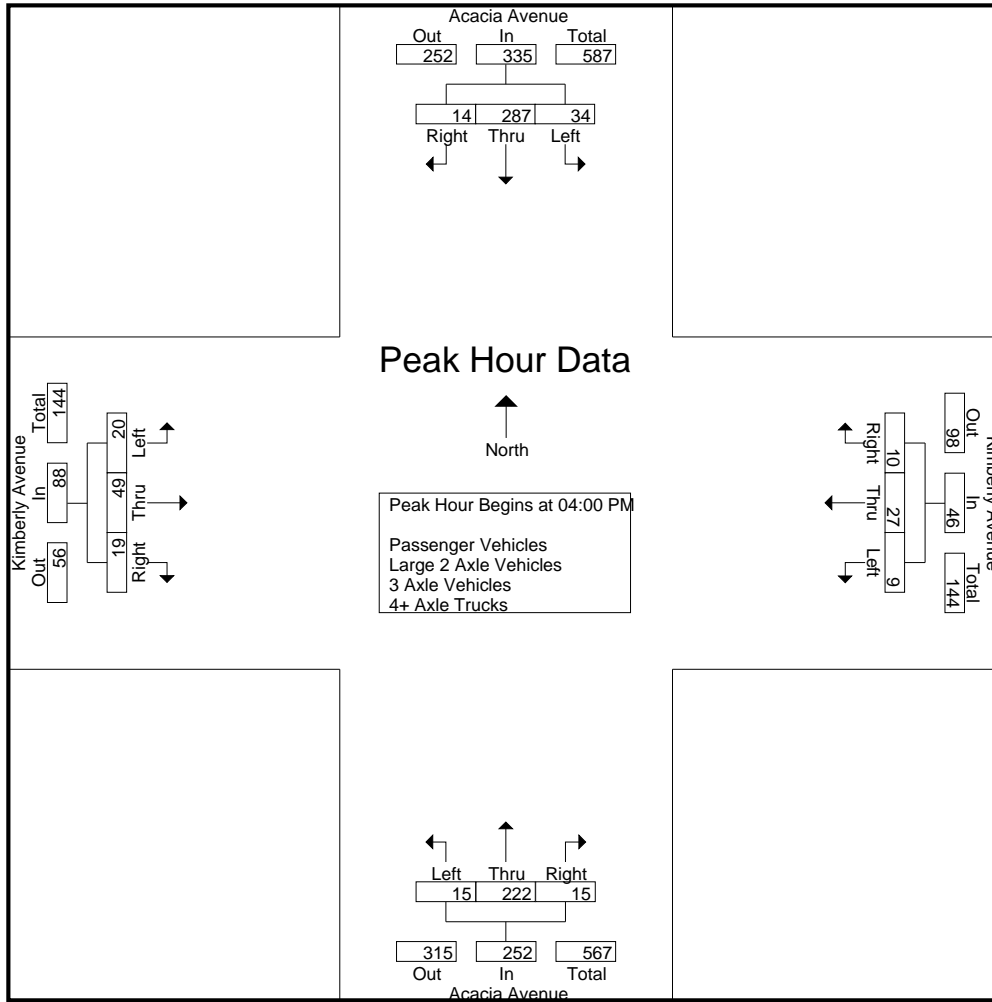 Acacia Avenue
Out In Total
252 335 587
14 287 34
Right Thru Left
Peak Hour Data
North
Peak Hour Begins at 04:00 PM
Passenger Vehicles
Large 2 Axle Vehicles
3 Axle Vehicles
4+ Axle Trucks
Kimberly Avenue
Out In Total
56 88 144
19 49 20
Right Thru Left
Right Thru Left
10 27 9
98 46 144
Out In Total
Kimberly Avenue
Left Thru Right
15 222 15
315 252 567
Out In Total
Acacia Avenue